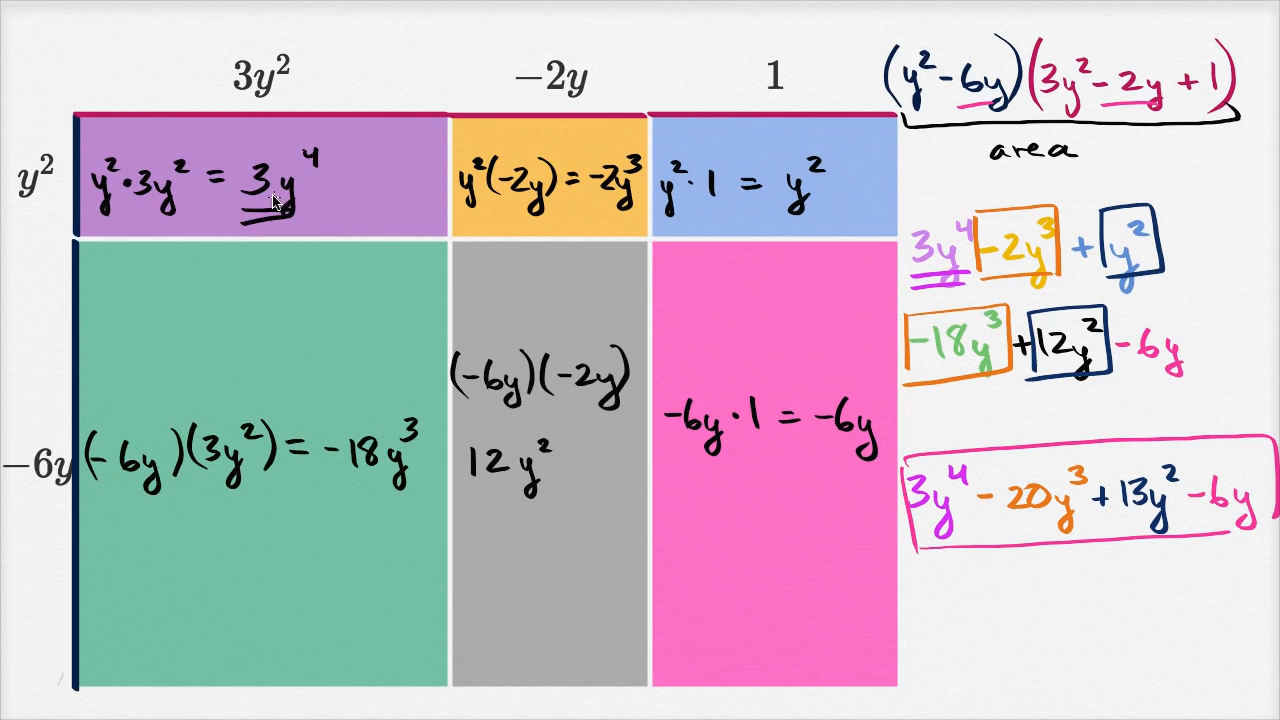 3y² −2y 1
(y² - 6y)(3y² - 2y + 1)
area
y²
y²·3y² = 3y⁴
y²(-2y) = -2y³
y²·1 = y²
3y⁴ -2y³ + y²
-18y³ + 12y² - 6y
−6y
(-6y)(3y²) = -18y³
(-6y)(-2y)
12y²
-6y·1 = -6y
3y⁴ - 20y³ + 13y² - 6y